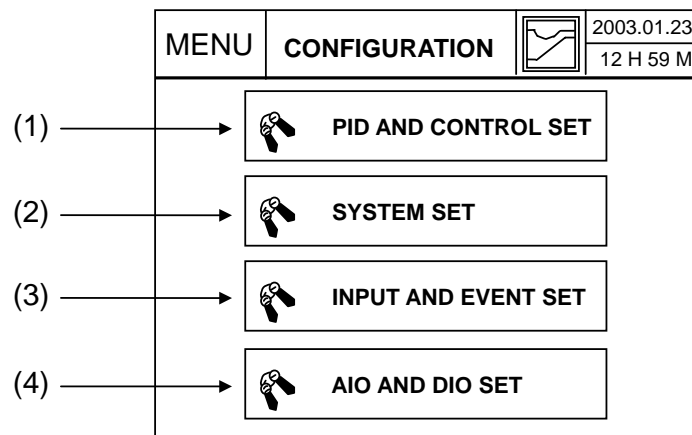 MENU
CONFIGURATION
2003.01.23
12 H 59 M
(1)
PID AND CONTROL SET
(2)
SYSTEM SET
(3)
INPUT AND EVENT SET
(4)
AIO AND DIO SET